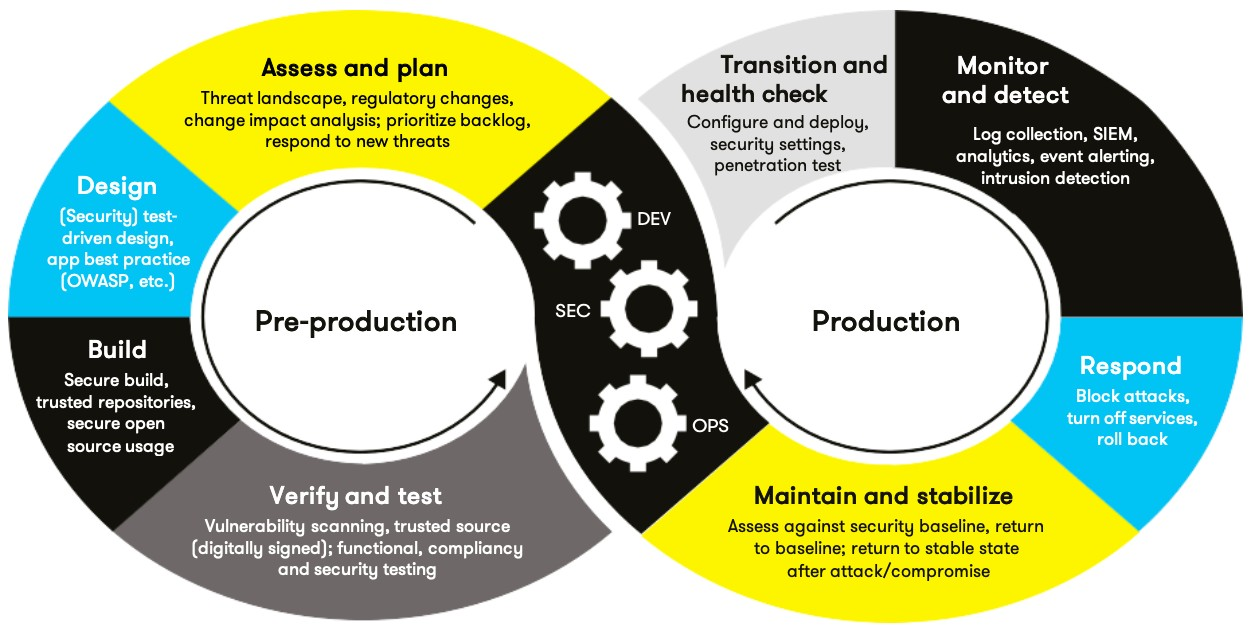 Assess and plan
Threat landscape, regulatory changes,
change impact analysis; prioritize backlog,
respond to new threats
Design
(Security) test-
driven design,
app best practice
(OWASP, etc.)
Build
Secure build,
trusted repositories,
secure open
source usage
Verify and test
Vulnerability scanning, trusted source
(digitally signed); functional, compliancy
and security testing
Pre-production
DEV
SEC
OPS
Transition and
health check
Configure and deploy,
security settings,
penetration test
Monitor
and detect
Log collection, SIEM,
analytics, event alerting,
intrusion detection
Production
Respond
Block attacks,
turn off services,
roll back
Maintain and stabilize
Assess against security baseline, return
to baseline; return to stable state
after attack/compromise